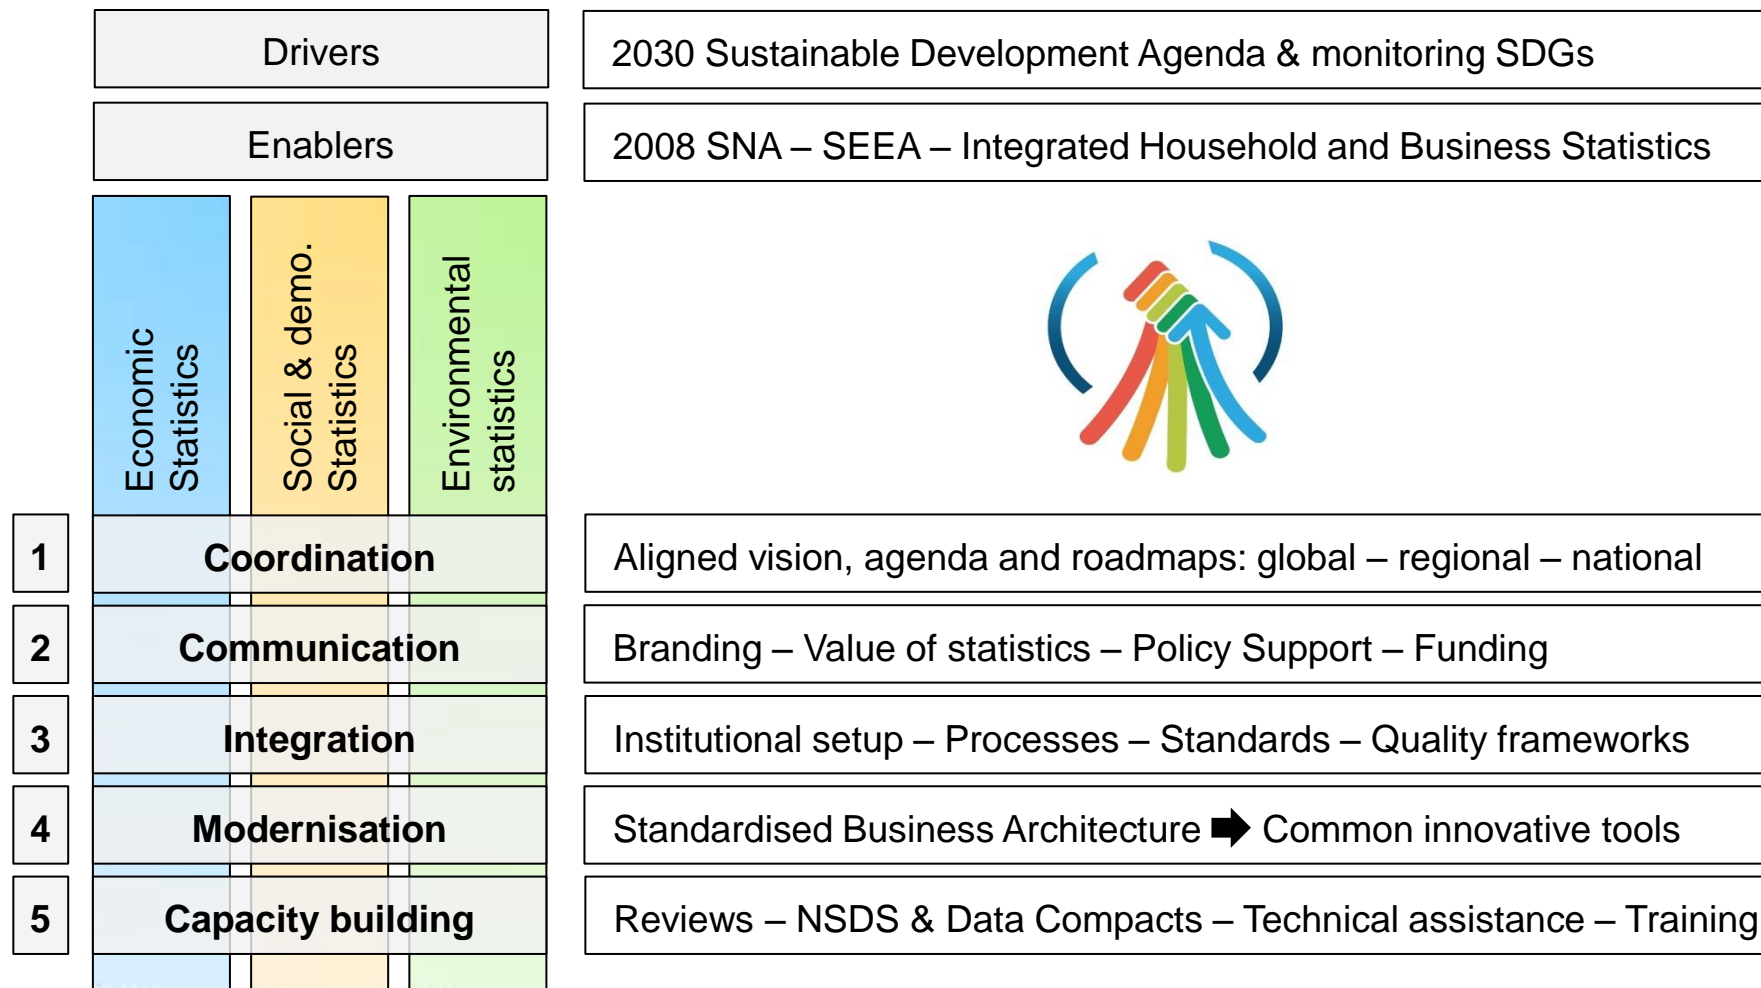 Drivers
2030 Sustainable Development Agenda & monitoring SDGs
Enablers
2008 SNA – SEEA – Integrated Household and Business Statistics
Economic
Statistics
Social & demo.
Statistics
Environmental
statistics
1
Coordination
Aligned vision, agenda and roadmaps: global – regional – national
2
Communication
Branding – Value of statistics – Policy Support – Funding
3
Integration
Institutional setup – Processes – Standards – Quality frameworks
4
Modernisation
Standardised Business Architecture ➡ Common innovative tools
5
Capacity building
Reviews – NSDS & Data Compacts – Technical assistance – Training